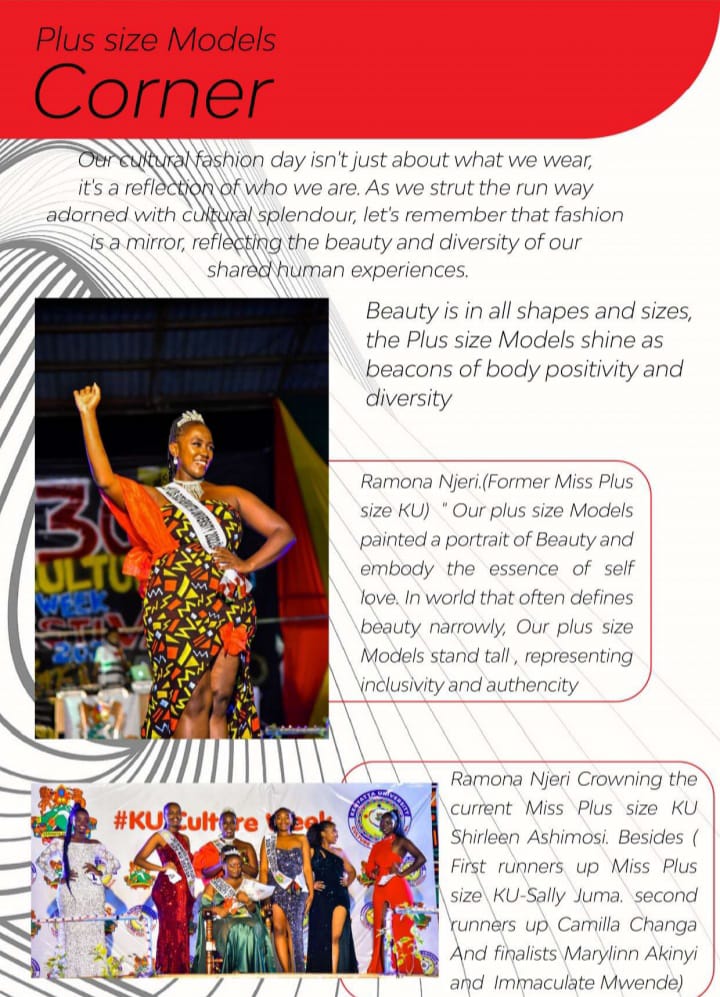 Plus size Models
Corner
Our cultural fashion day isn't just about what we wear,
it's a reflection of who we are. As we strut the run way
adorned with cultural splendour, let's remember that fashion
is a mirror, reflecting the beauty and diversity of our
shared human experiences.
Beauty is in all shapes and sizes,
the Plus size Models shine as
beacons of body positivity and
diversity
Ramona Njeri.(Former Miss Plus
size KU) " Our plus size Models
painted a portrait of Beauty and
embody the essence of self
love. In world that often defines
beauty narrowly, Our plus size
Models stand tall , representing
inclusivity and authencity
WEEK
#KU Culture Week
KENYATTA UNIVERSITY
Ramona Njeri Crowning the
current Miss Plus size KU
Shirleen Ashimosi. Besides (
First runners up Miss Plus
size KU-Sally Juma. second
runners up Camilla Changa
And finalists Marylinn Akinyi
and Immaculate Mwende)